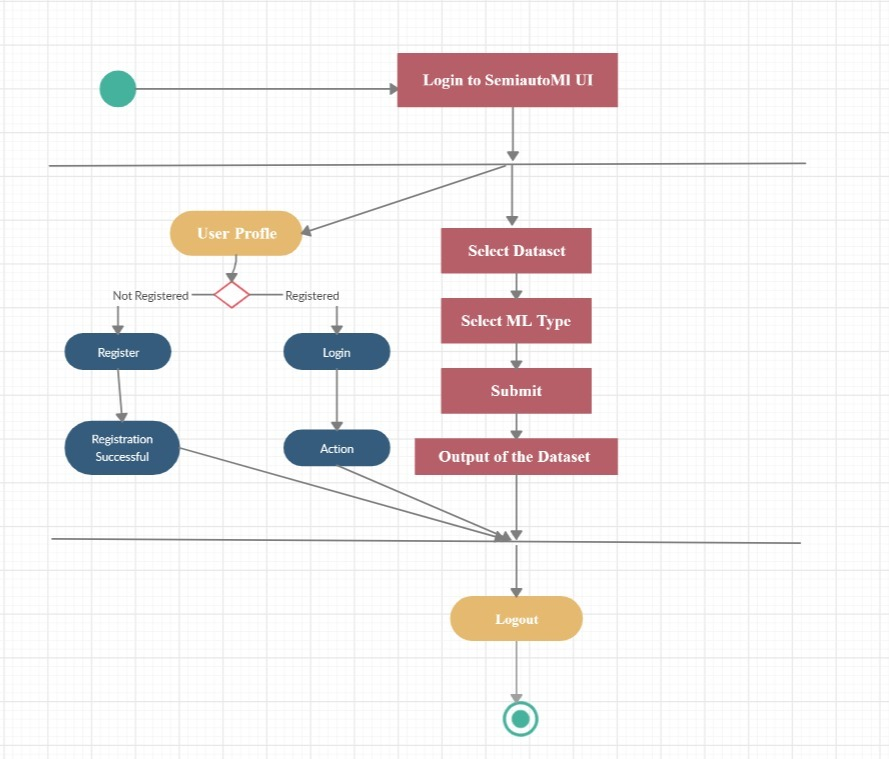 Login to SemiautoMl UI
User Profle
Select Dataset
Not Registered
Registered
Select ML Type
Register
Login
Submit
Registration
Successful
Action
Output of the Dataset
Logout